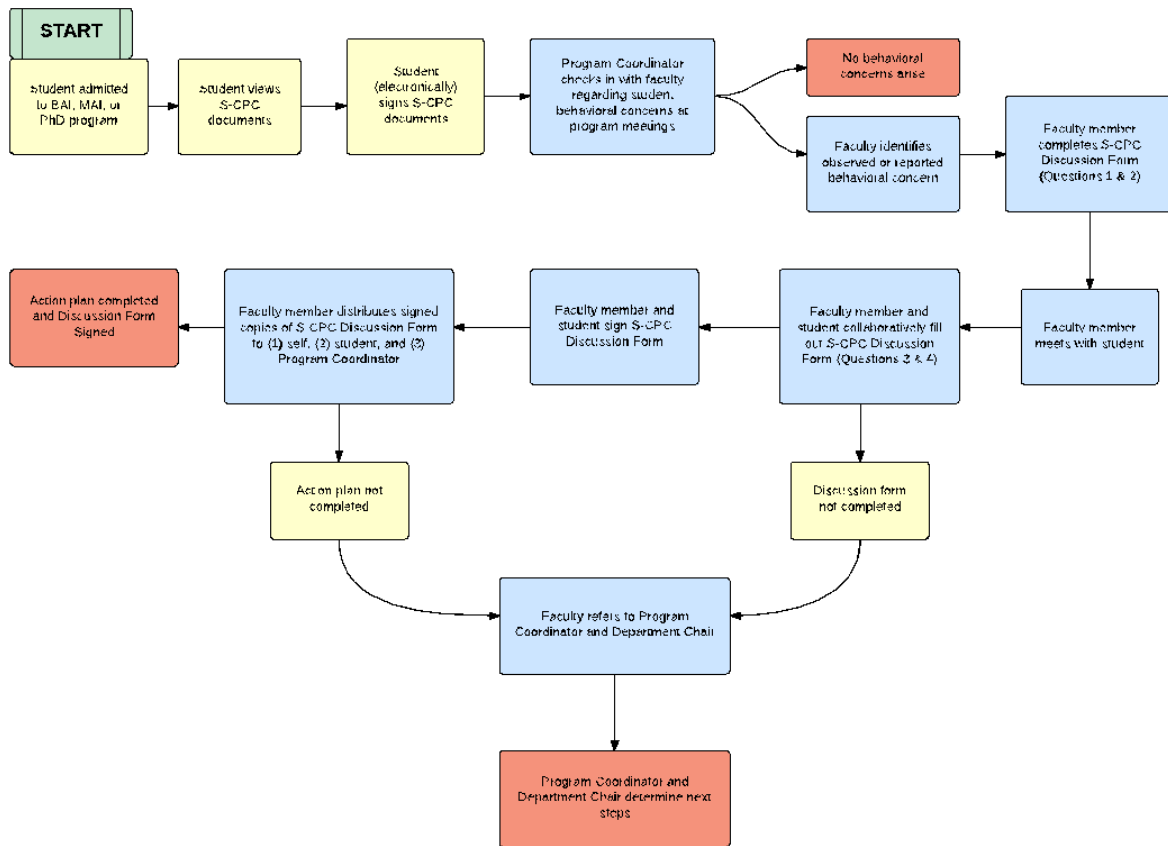 START
Student admitted
to BAI, MAI, or
PhD program
Student views
S-CPC
documents
Student
(electronically)
signs S-CPC
documents
Program Coordinator
checks in with faculty
regarding student
behavioral concerns at
program meetings
No behavioral
concerns arise
Faculty identifies
observed or reported
behavioral concern
Faculty member
completes S-CPC
Discussion Form
(Questions 1 & 2)
Action plan completed
and Discussion Form
Signed
Faculty member distributes signed
copies of S CPC Discussion Form
to (1) self, (2) student, and (3)
Program Coordinator
Faculty member and
student sign S-CPC
Discussion Form
Faculty member and
student collaboratively fill
out S-CPC Discussion
Form (Questions 3 & 4)
Faculty member
meets with student
Action plan not
completed
Discussion form
not completed
Faculty refers to Program
Coordinator and Department Chair
Program Coordinator and
Department Chair determine next
steps